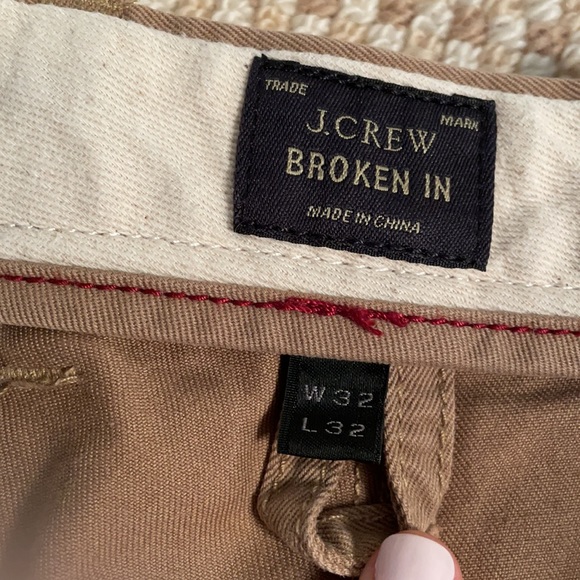 TRADE MARK
J.CREW
BROKEN IN
MADE IN CHINA
W 32
L 32